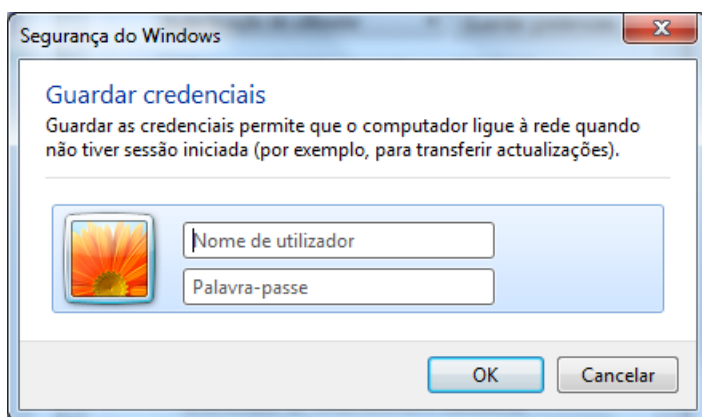 Segurança do Windows
Guardar credenciais
Guardar as credenciais permite que o computador ligue à rede quando
não tiver sessão iniciada (por exemplo, para transferir actualizações).
Nome de utilizador
Palavra-passe
OK
Cancelar